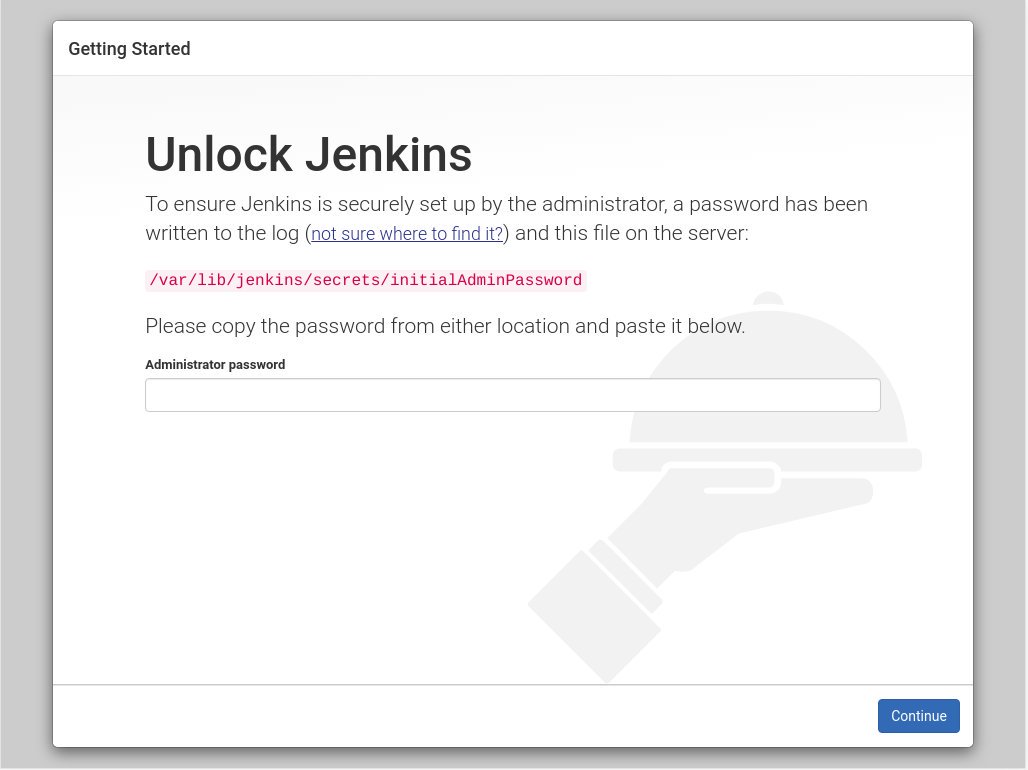 Getting Started
Unlock Jenkins
To ensure Jenkins is securely set up by the administrator, a password has been
written to the log (not sure where to find it?) and this file on the server:
/var/lib/jenkins/secrets/initialAdminPassword
Please copy the password from either location and paste it below.
Administrator password
Continue